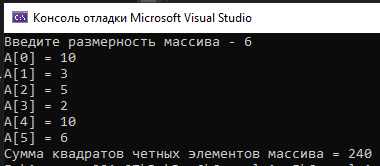 Консоль отладки Microsoft Visual Studio
Введите размерность массива - 6
A[0] = 10
A[1] = 3
A[2] = 5
A[3] = 2
A[4] = 10
A[5] = 6
Сумма квадратов четных элементов массива = 240